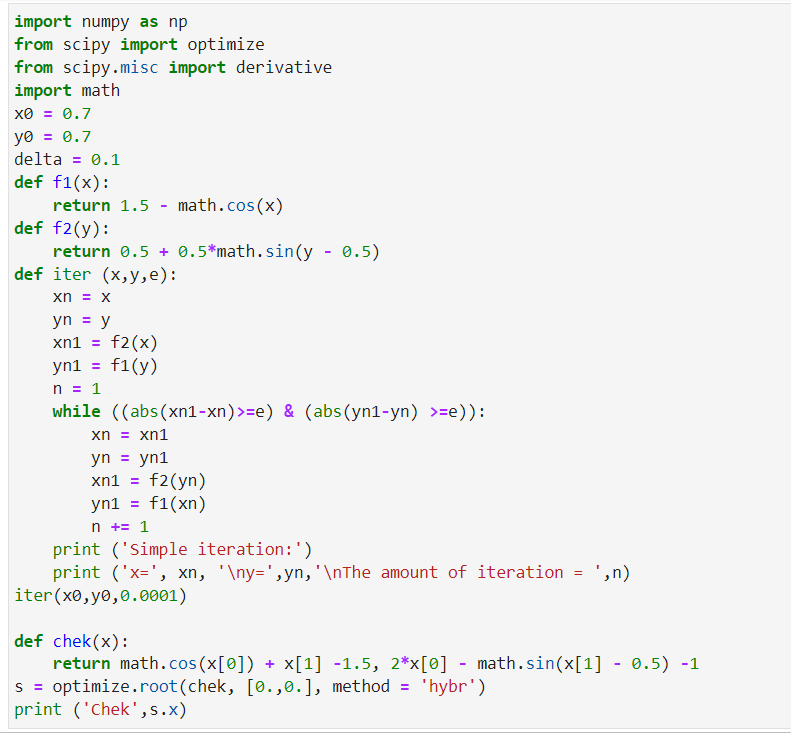 import numpy as np
from scipy import optimize
from scipy.misc import derivative
import math
x0 = 0.7
y0 = 0.7
delta = 0.1
def f1(x):
    return 1.5 - math.cos(x)
def f2(y):
    return 0.5 + 0.5*math.sin(y - 0.5)
def iter (x,y,e):
    xn = x
    yn = y
    xn1 = f2(x)
    yn1 = f1(y)
    n = 1
    while ((abs(xn1-xn)>=e) & (abs(yn1-yn) >=e)):
        xn = xn1
        yn = yn1
        xn1 = f2(yn)
        yn1 = f1(xn)
        n += 1
    print ('Simple iteration:')
    print ('x=', xn, '\ny=',yn,'\nThe amount of iteration = ',n)
iter(x0,y0,0.0001)

def chek(x):
    return math.cos(x[0]) + x[1] -1.5, 2*x[0] - math.sin(x[1] - 0.5) -1
s = optimize.root(chek, [0.,0.], method = 'hybr')
print ('Chek',s.x)